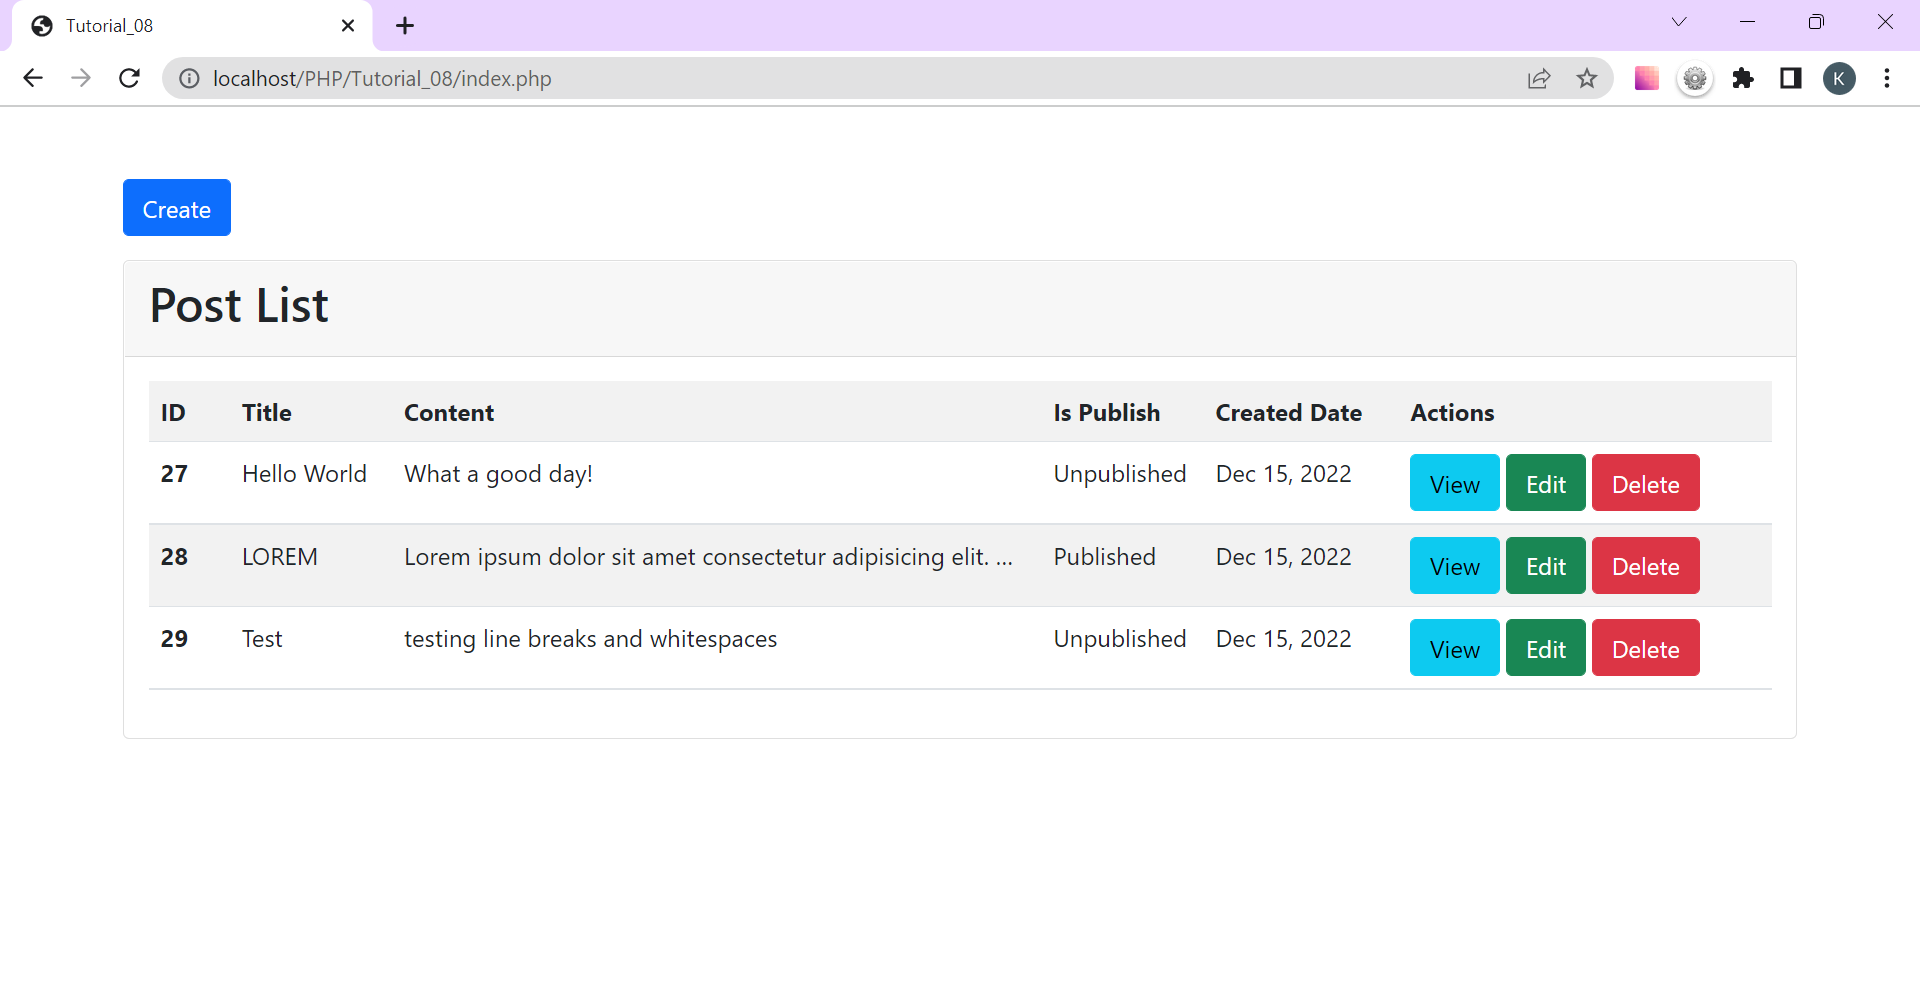 Tutorial_08
localhost/PHP/Tutorial_08/index.php
K
Create
Post List
ID Title Content Is Publish Created Date Actions
27 Hello World What a good day! Unpublished Dec 15, 2022 View Edit Delete
28 LOREM Lorem ipsum dolor sit amet consectetur adipisicing elit. ... Published Dec 15, 2022 View Edit Delete
29 Test testing line breaks and whitespaces Unpublished Dec 15, 2022 View Edit Delete